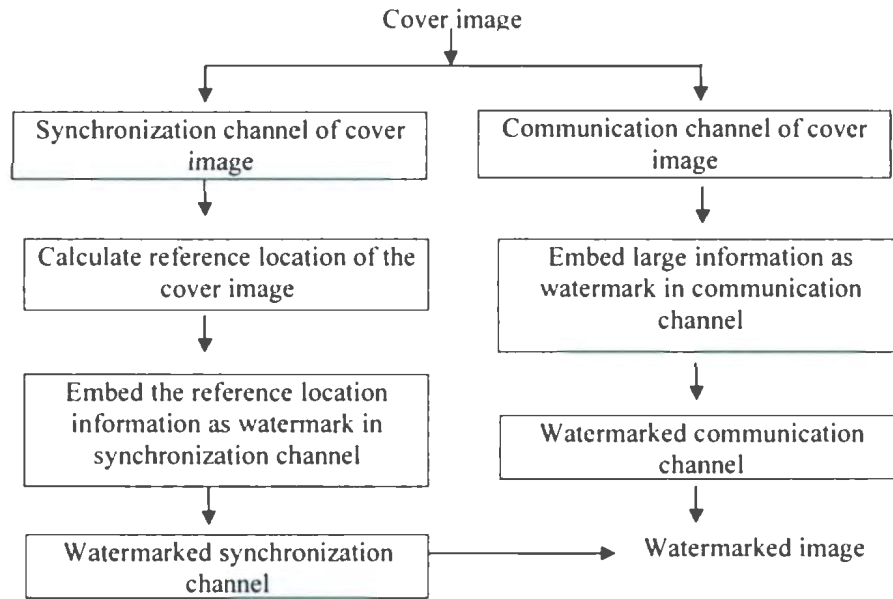 Cover image
Synchronization channel of cover
image
Communication channel of cover
image
Calculate reference location of the
cover image
Embed large information as
watermark in communication
channel
Embed the reference location
information as watermark in
synchronization channel
Watermarked communication
channel
Watermarked synchronization
channel
Watermarked image